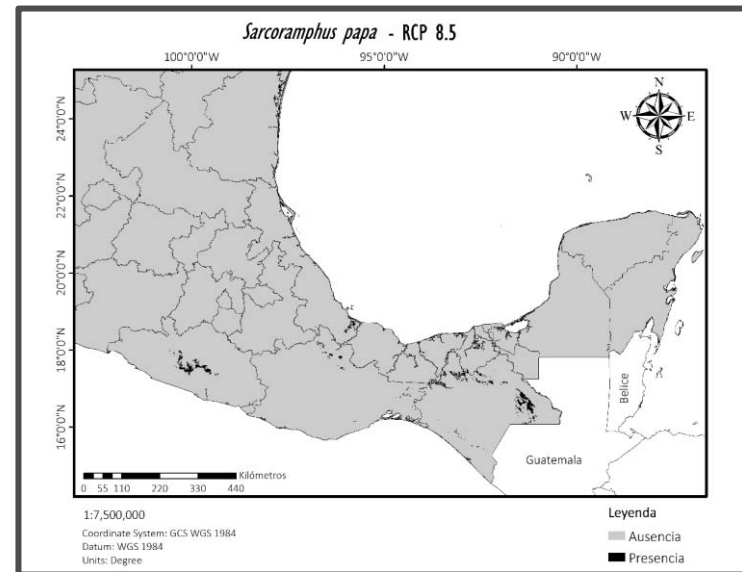 Sarcoramphus papa - RCP 8.5
100°0'0"W 95°0'0"W 90°0'0"W
N
W E
S
24°0'0"N
22°0'0"N
20°0'0"N
18°0'0"N
16°0'0"N
Belice
Guatemala
Kilómetros
0 55 110 220 330 440
1:7,500,000
Coordinate System: GCS WGS 1984
Datum: WGS 1984
Units: Degree
Leyenda
Ausencia
Presencia